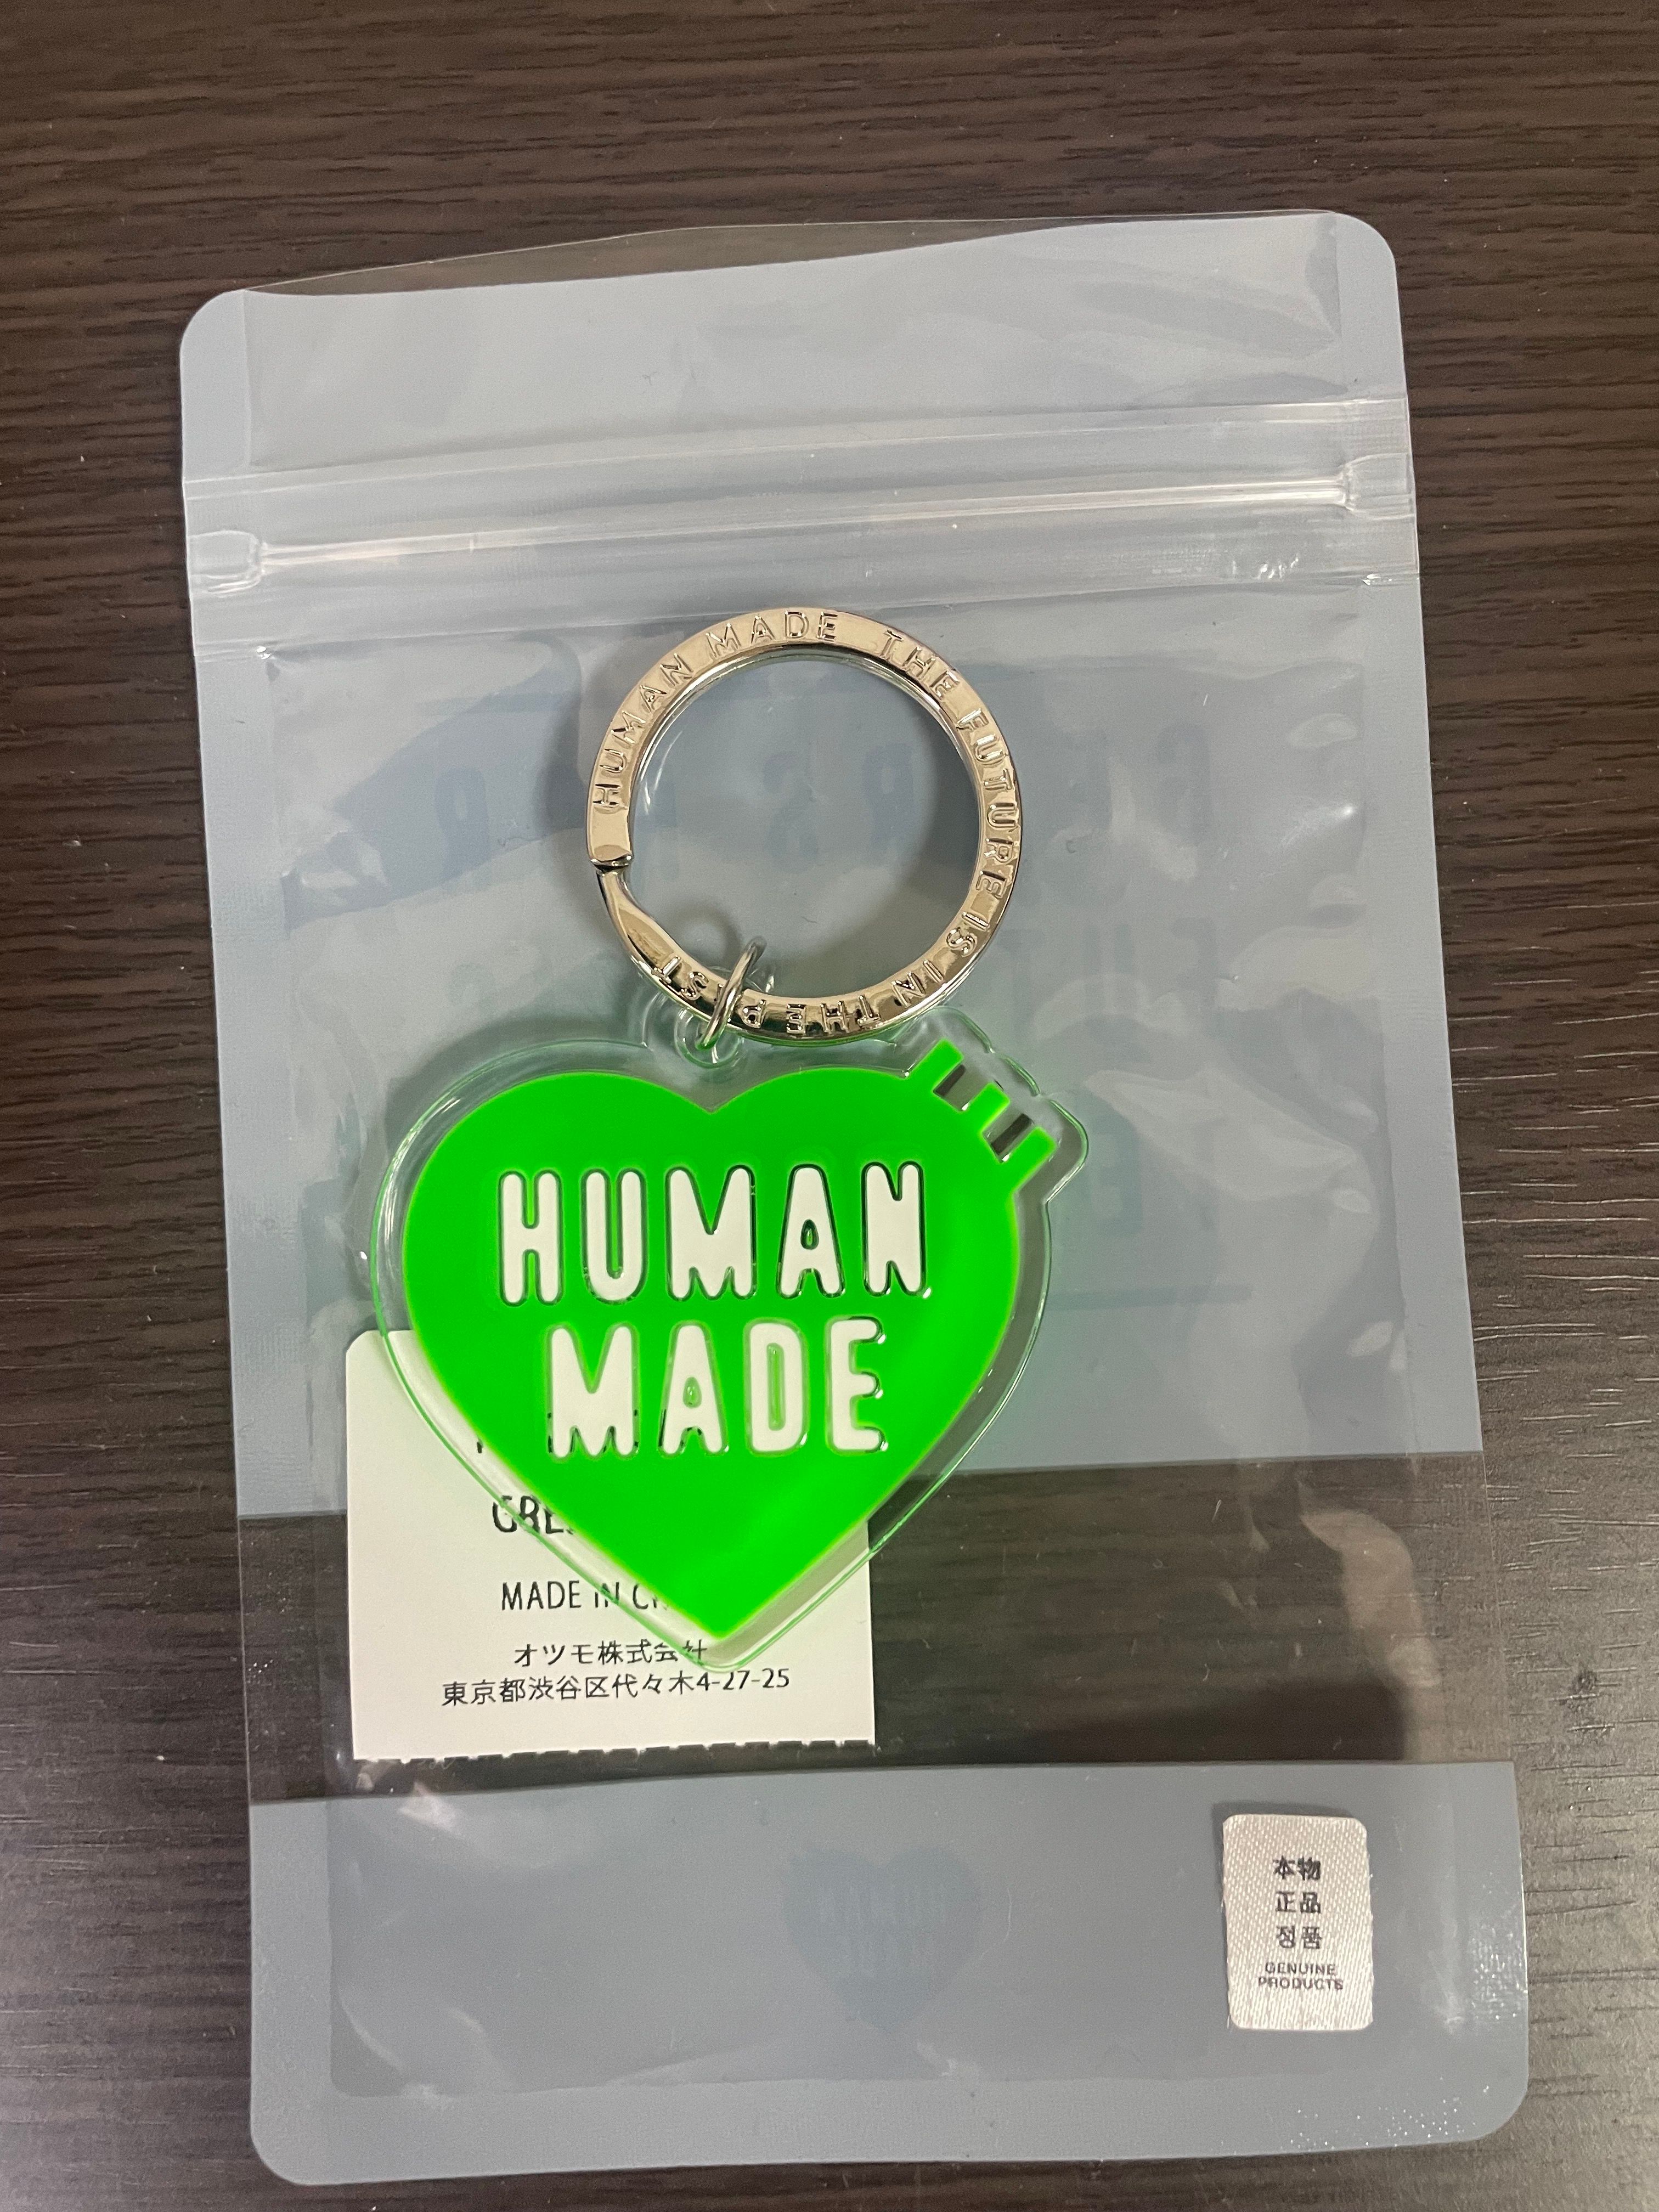 HUMAN MADE THE FUTURE IS IN THE P ST
HUMAN
MADE
MADE IN
オツモ株式会社
東京都渋谷区代々木4-27-25
本物
正品
정품
GENUINE
PRODUCTS